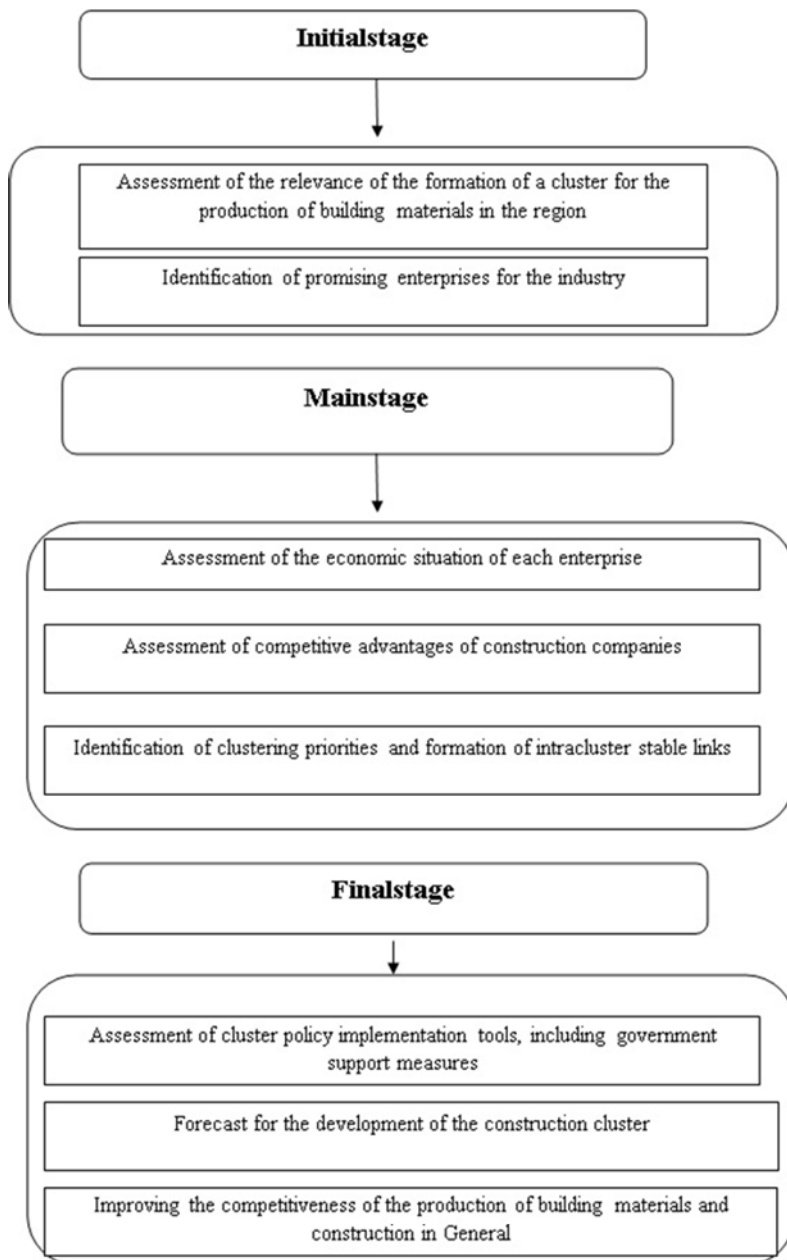 Initialstage
Assessment of the relevance of the formation of a cluster for the
production of building materials in the region
Identification of promising enterprises for the industry
Mainstage
Assessment of the economic situation of each enterprise
Assessment of competitive advantages of construction companies
Identification of clustering priorities and formation of intracluster stable links
Finalstage
Assessment of cluster policy implementation tools, including government
support measures
Forecast for the development of the construction cluster
Improving the competitiveness of the production of building materials and
construction in General